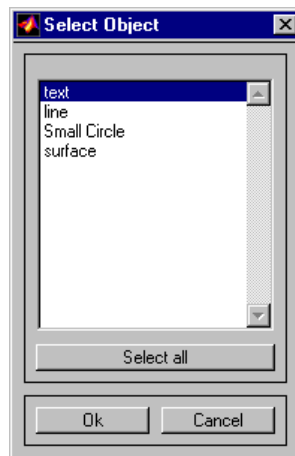 Select Object
text
line
Small Circle
surface
Select all
Ok
Cancel